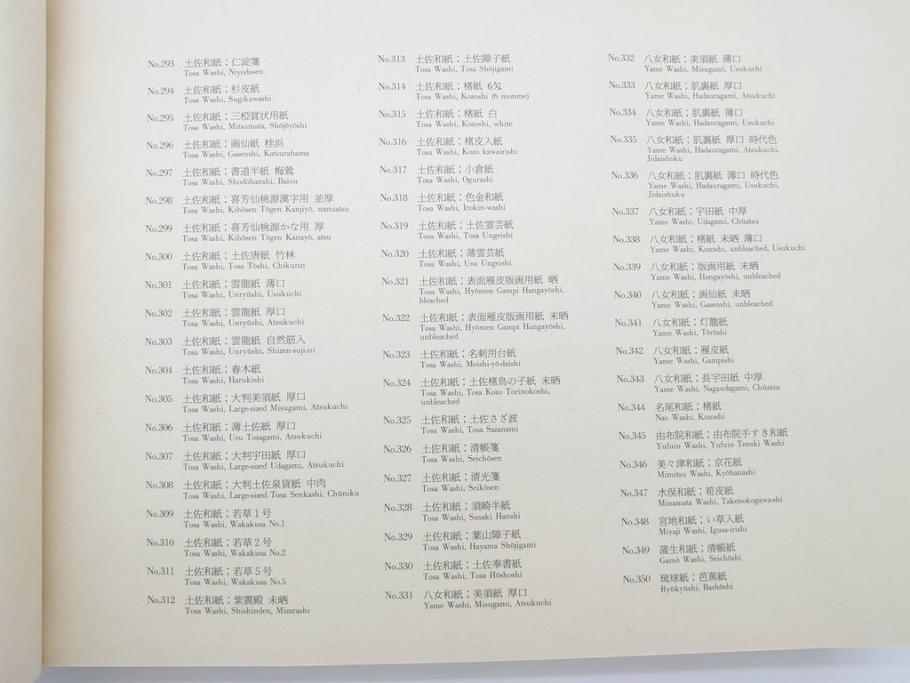 No.293 土佐和紙；仁淀箋
Tosa Washi, Niyodosen
No.294 土佐和紙；杉皮紙
Tosa Washi, Sugikawashi
No.295 土佐和紙；三椏賞状用紙
Tosa Washi, Mitsumata, Shōjōyōshi
No.296 土佐和紙；画仙紙 桂浜
Tosa Washi, Gasenshi, Katsurahama
No.297 土佐和紙；書道半紙 梅鶯
Tosa Washi, Shodōhanshi, Baiou
No.298 土佐和紙；喜芳仙桃源漢字用 並厚
Tosa Washi, Kihōsen Tōgen Kanjiyō, namiatsu
No.299 土佐和紙；喜芳仙桃源かな用 厚
Tosa Washi, Kihōsen Tōgen Kanayō, atsu
No.300 土佐和紙；土佐唐紙 竹林
Tosa Washi, Tosa Tōshi, Chikurin
No.301 土佐和紙；雲龍紙 薄口
Tosa Washi, Unryūshi, Usukuchi
No.302 土佐和紙；雲龍紙 厚口
Tosa Washi, Unryūshi, Atsukuchi
No.303 土佐和紙；雲龍紙 自然筋入
Tosa Washi, Unryūshi, Shizen-suji-iri
No.304 土佐和紙；春木紙
Tosa Washi, Harukishi
No.305 土佐和紙；大判美須紙 厚口
Tosa Washi, Large-sized Misugami, Atsukuchi
No.306 土佐和紙；薄土佐紙 厚口
Tosa Washi, Usu Tosagami, Atsukuchi
No.307 土佐和紙；大判宇田紙 厚口
Tosa Washi, Large-sized Udagami, Atsukuchi
No.308 土佐和紙；大判土佐泉貨紙 中肉
Tosa Washi, Large-sized Tosa Senkashi, Chūniku
No.309 土佐和紙；若草1号
Tosa Washi, Wakakusa No.1
No.310 土佐和紙；若草2号
Tosa Washi, Wakakusa No.2
No.311 土佐和紙；若草5号
Tosa Washi, Wakakusa No.5
No.312 土佐和紙；紫宸殿 未晒
Tosa Washi, Shishinden, Mizarashi
No.313 土佐和紙；土佐障子紙
Tosa Washi, Tosa Shōjigami
No.314 土佐和紙；楮紙 6匁
Tosa Washi, Kozoshi (6 monme)
No.315 土佐和紙；楮紙 白
Tosa Washi, Kozoshi, white
No.316 土佐和紙；楮皮入紙
Tosa Washi, Kozo kawairishi
No.317 土佐和紙；小倉紙
Tosa Washi, Ogurashi
No.318 土佐和紙；色金和紙
Tosa Washi, Irokin-washi
No.319 土佐和紙；土佐雲芸紙
Tosa Washi, Tosa Ungeishi
No.320 土佐和紙；薄雲芸紙
Tosa Washi, Usu Ungeishi
No.321 土佐和紙；表面雁皮版画用紙 晒
Tosa Washi, Hyōmen Gampi Hangayōshi,
bleached
No.322 土佐和紙；表面雁皮版画用紙 未晒
Tosa Washi, Hyōmen Gampi Hangayōshi,
unbleached
No.323 土佐和紙；名刺用台紙
Tosa Washi, Meishi-yō-daishi
No.324 土佐和紙；土佐楮鳥の子紙 未晒
Tosa Washi, Tosa Kozo Torinokoshi,
unbleached
No.325 土佐和紙；土佐さざ波
Tosa Washi, Tosa Sazanami
No.326 土佐和紙；清帳箋
Tosa Washi, Seichōsen
No.327 土佐和紙；清光箋
Tosa Washi, Seikōsen
No.328 土佐和紙；須崎半紙
Tosa Washi, Susaki Hanshi
No.329 土佐和紙；葉山障子紙
Tosa Washi, Hayama Shōjigami
No.330 土佐和紙；土佐奉書紙
Tosa Washi, Tosa Hōshoshi
No.331 八女和紙；美須紙 厚口
Yame Washi, Misugami, Atsukuchi
No.332 八女和紙；美須紙 薄口
Yame Washi, Misugami, Usukuchi
No.333 八女和紙；肌裏紙 厚口
Yame Washi, Hadauragami, Atsukuchi
No.334 八女和紙；肌裏紙 薄口
Yame Washi, Hadauragami, Usukuchi
No.335 八女和紙；肌裏紙 厚口 時代色
Yame Washi, Hadauragami, Atsukuchi,
Jidaishoku
No.336 八女和紙；肌裏紙 薄口 時代色
Yame Washi, Hadauragami, Usukuchi,
Jidaishuku
No.337 八女和紙；宇田紙 中厚
Yame Washi, Udagami, Chūatsu
No.338 八女和紙；楮紙 未晒 薄口
Yame Washi, Kozoshi, unbleached, Usukuchi
No.339 八女和紙；版画用紙 未晒
Yame Washi, Hangayōshi, unbleached
No.340 八女和紙；画仙紙 未晒
Yame Washi, Gasenshi, unbleached
No.341 八女和紙；灯籠紙
Yame Washi, Tōrōshi
No.342 八女和紙；雁皮紙
Yame Washi, Gampishi
No.343 八女和紙；長宇田紙 中厚
Yame Washi, Nagaudagami, Chūatsu
No.344 名尾和紙；楮紙
Nao Washi, Kozoshi
No.345 由布院和紙；由布院手すき和紙
Yufuin Washi, Yufuin Tesuki Washi
No.346 美々津和紙；京花紙
Mimitsu Washi, Kyōhanashi
No.347 水俣和紙；筍皮紙
Minamata Washi, Takenokogawa-shi
No.348 宮地和紙；い草入紙
Miyaji Washi, Igusa-irishi
No.349 蒲生和紙；清帳紙
Gamō Washi, Seichōshi
No.350 琉球紙；芭蕉紙
Ryūkyūshi, Bashōshi